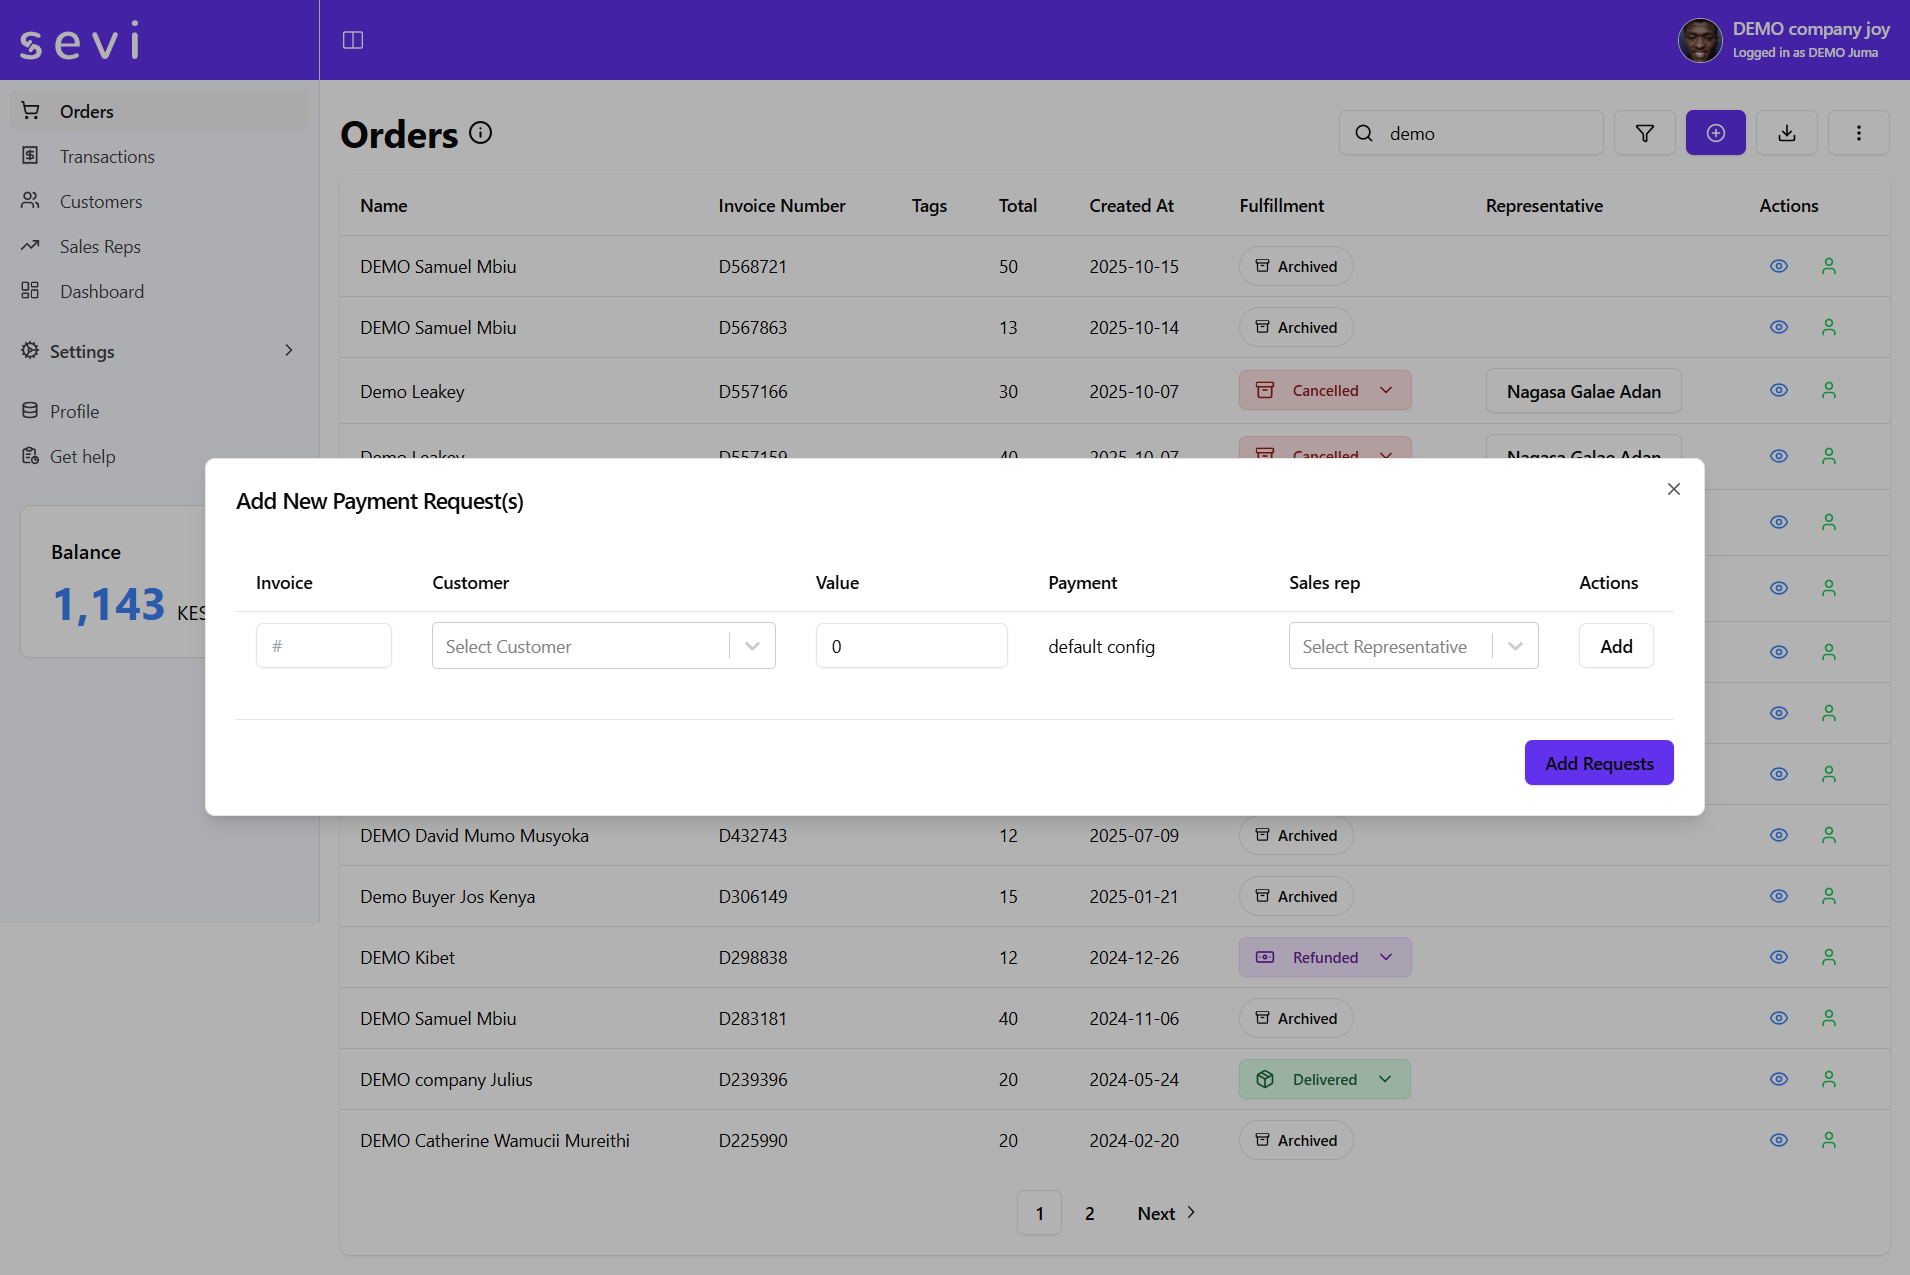 sevi
DEMO company joy
Logged in as DEMO Juma
Orders
Transactions
Customers
Sales Reps
Dashboard
Settings
Profile
Get help
Balance
1,143 KES
Orders
demo
Name Invoice Number Tags Total Created At Fulfillment Representative Actions
DEMO Samuel Mbiu D568721 50 2025-10-15 Archived
DEMO Samuel Mbiu D567863 13 2025-10-14 Archived
Demo Leakey D557166 30 2025-10-07 Cancelled Nagasa Galae Adan
Demo Leakey D557159 40 2025-10-07 Cancelled Nagasa Galae Adan
Add New Payment Request(s)
Invoice Customer Value Payment Sales rep Actions
# Select Customer 0 default config Select Representative Add
Add Requests
DEMO David Mumo Musyoka D432743 12 2025-07-09 Archived
Demo Buyer Jos Kenya D306149 15 2025-01-21 Archived
DEMO Kibet D298838 12 2024-12-26 Refunded
DEMO Samuel Mbiu D283181 40 2024-11-06 Archived
DEMO company Julius D239396 20 2024-05-24 Delivered
DEMO Catherine Wamucii Mureithi D225990 20 2024-02-20 Archived
1 2 Next